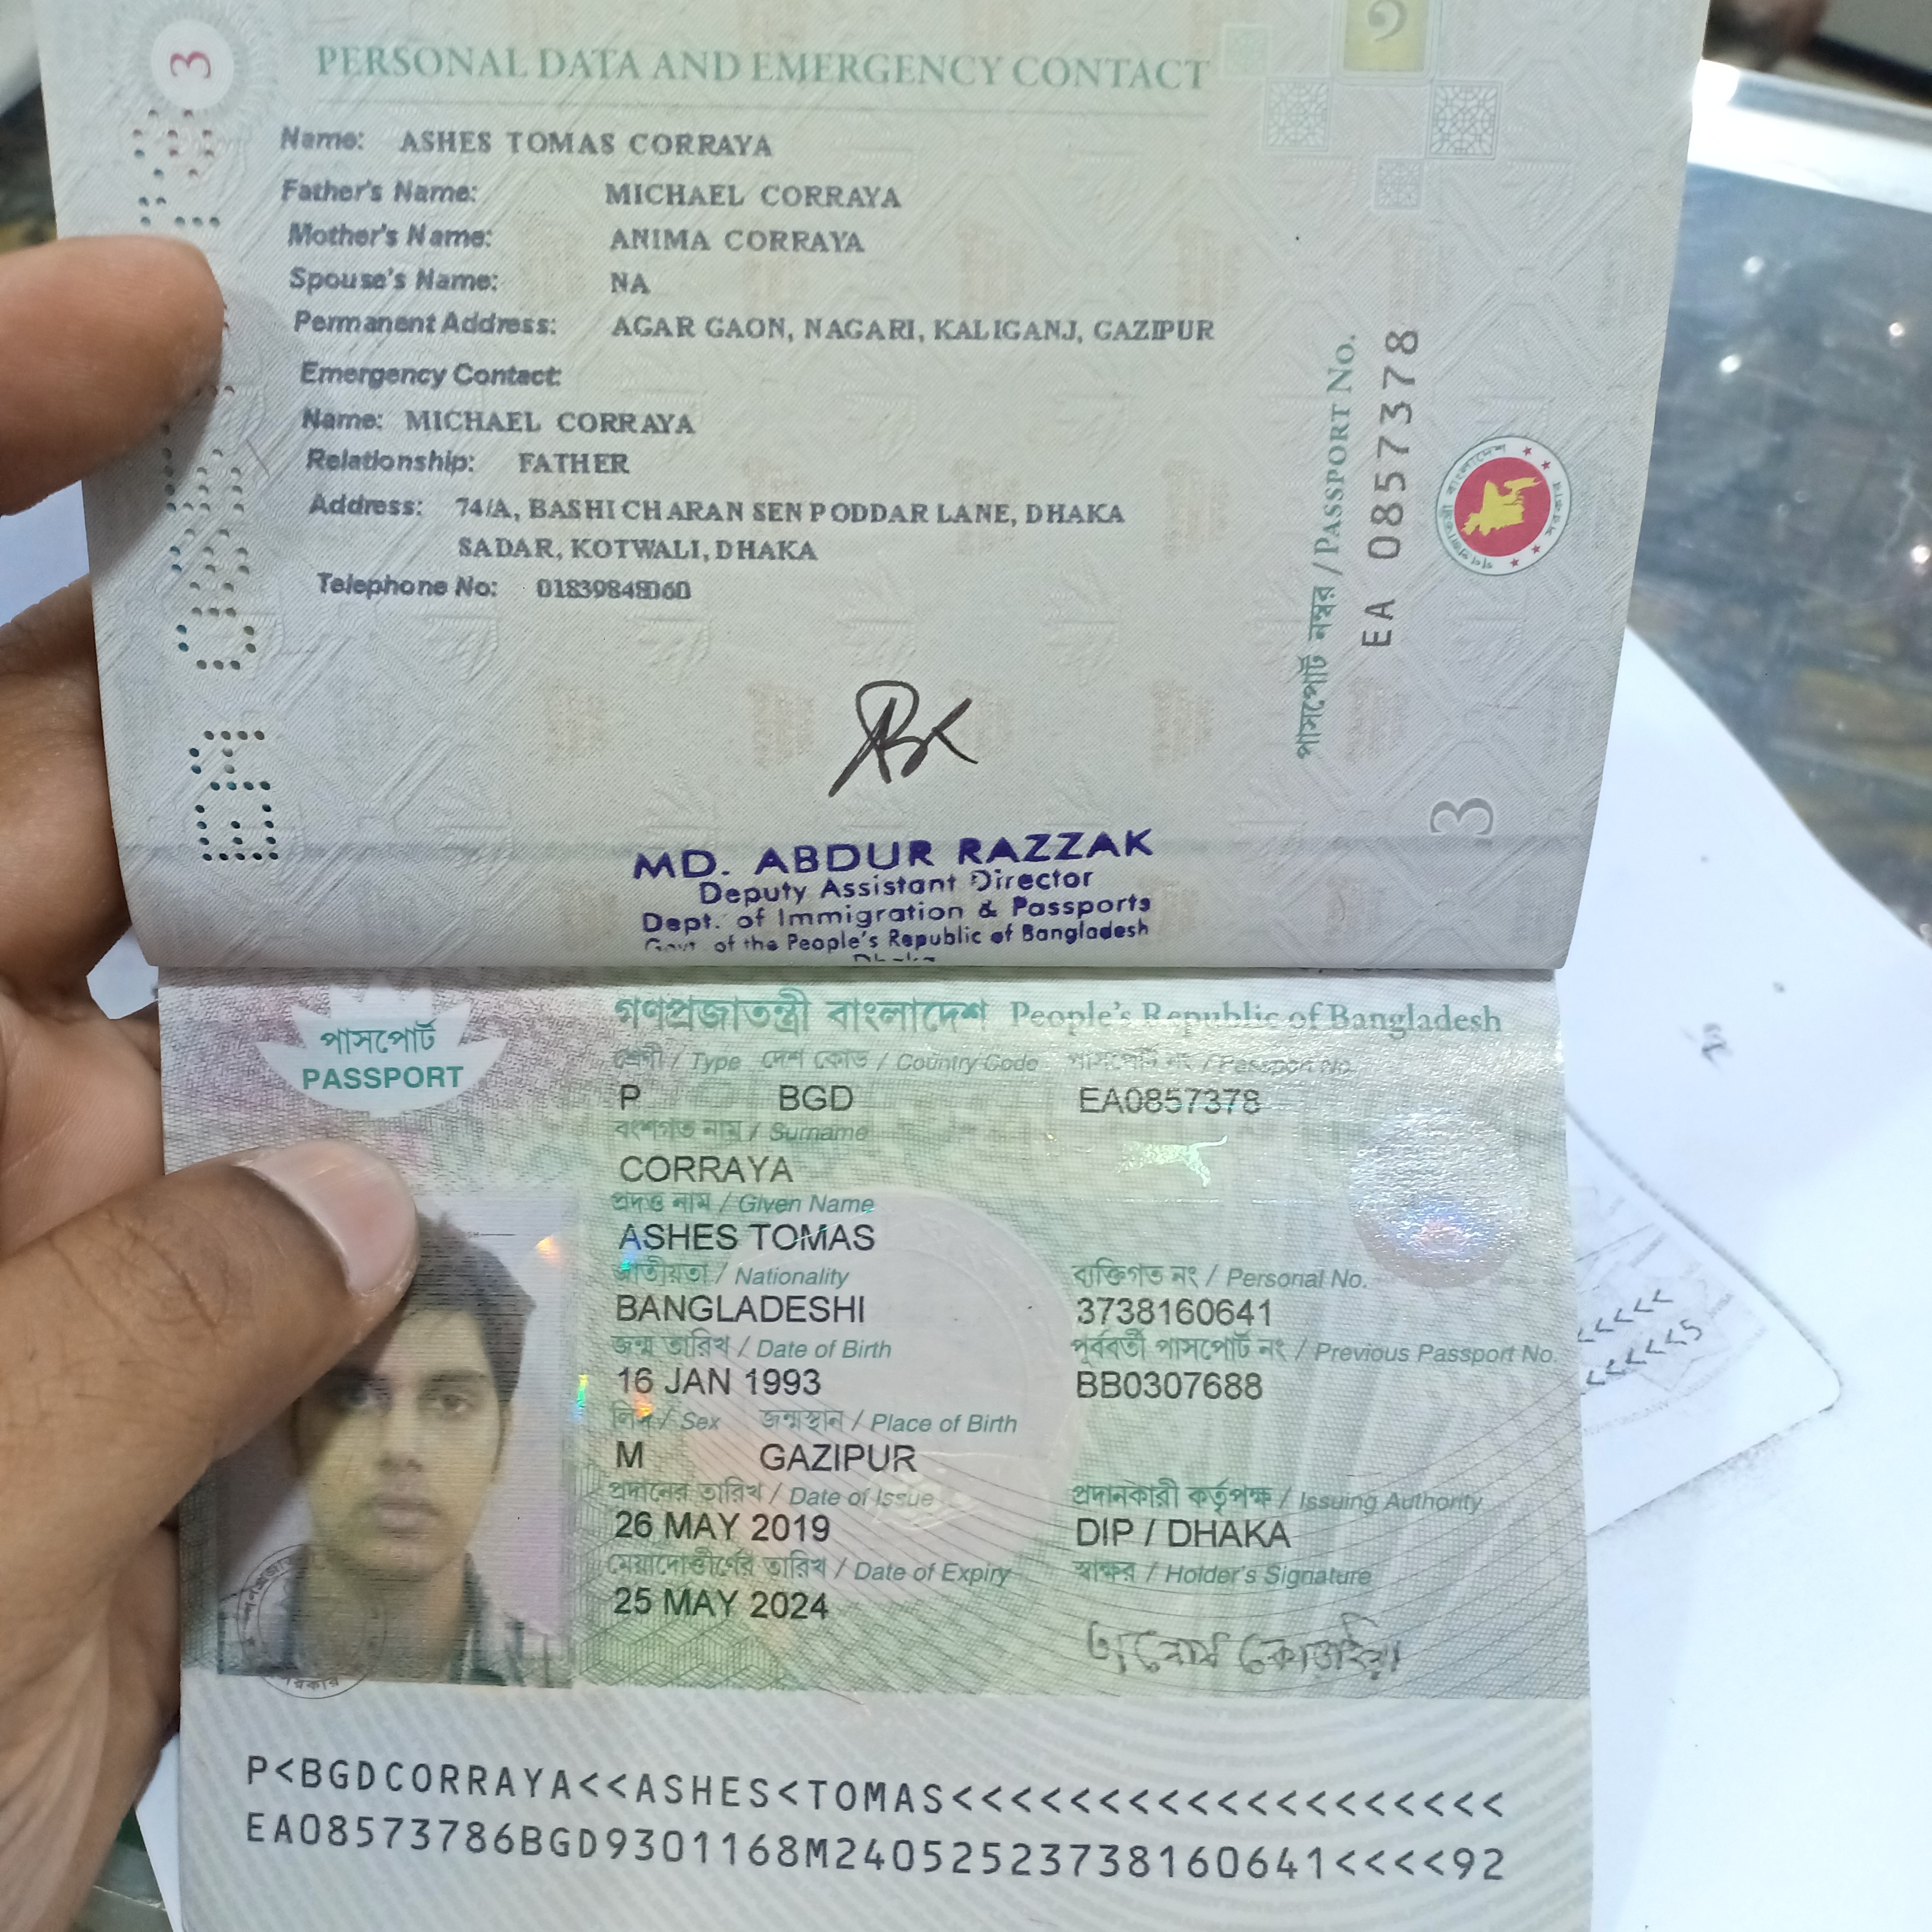 3
PERSONAL DATA AND EMERGENCY CONTACT
Name: ASHES TOMAS CORRAYA
Father's Name: MICHAEL CORRAYA
Mother's Name: ANIMA CORRAYA
Spouse's Name: NA
Permanent Address: AGAR GAON, NAGARI, KALIGANJ, GAZIPUR
Emergency Contact:
Name: MICHAEL CORRAYA
Relationship: FATHER
Address: 74/A, BASHI CHARAN SEN PODDAR LANE, DHAKA
SADAR, KOTWALI, DHAKA
Telephone No: 01839848060
পাসপোর্ট নম্বর / PASSPORT No.
EA 0857378
3
MD. ABDUR RAZZAK
Deputy Assistant Director
Dept. of Immigration & Passports
Govt. of the People's Republic of Bangladesh
Dhaka
পাসপোর্ট
PASSPORT
গণপ্রজাতন্ত্রী বাংলাদেশ People's Republic of Bangladesh
শ্রেণী / Type দেশ কোড / Country Code পাসপোর্ট নং / Passport No.
P BGD EA0857378
বংশগত নাম / Surname
CORRAYA
প্রদত্ত নাম / Given Name
ASHES TOMAS
জাতীয়তা / Nationality ব্যক্তিগত নং / Personal No.
BANGLADESHI 3738160641
জন্ম তারিখ / Date of Birth পূর্ববর্তী পাসপোর্ট নং / Previous Passport No.
16 JAN 1993 BB0307688
লিঙ্গ / Sex জন্মস্থান / Place of Birth
M GAZIPUR
প্রদানের তারিখ / Date of Issue প্রদানকারী কর্তৃপক্ষ / Issuing Authority
26 MAY 2019 DIP / DHAKA
মেয়াদোত্তীর্ণের তারিখ / Date of Expiry স্বাক্ষর / Holder's Signature
25 MAY 2024
P<BGDCORRAYA<<ASHES<TOMAS<<<<<<<<<<<<<<<<<<<
EA08573786BGD9301168M24052523738160641<<<<92